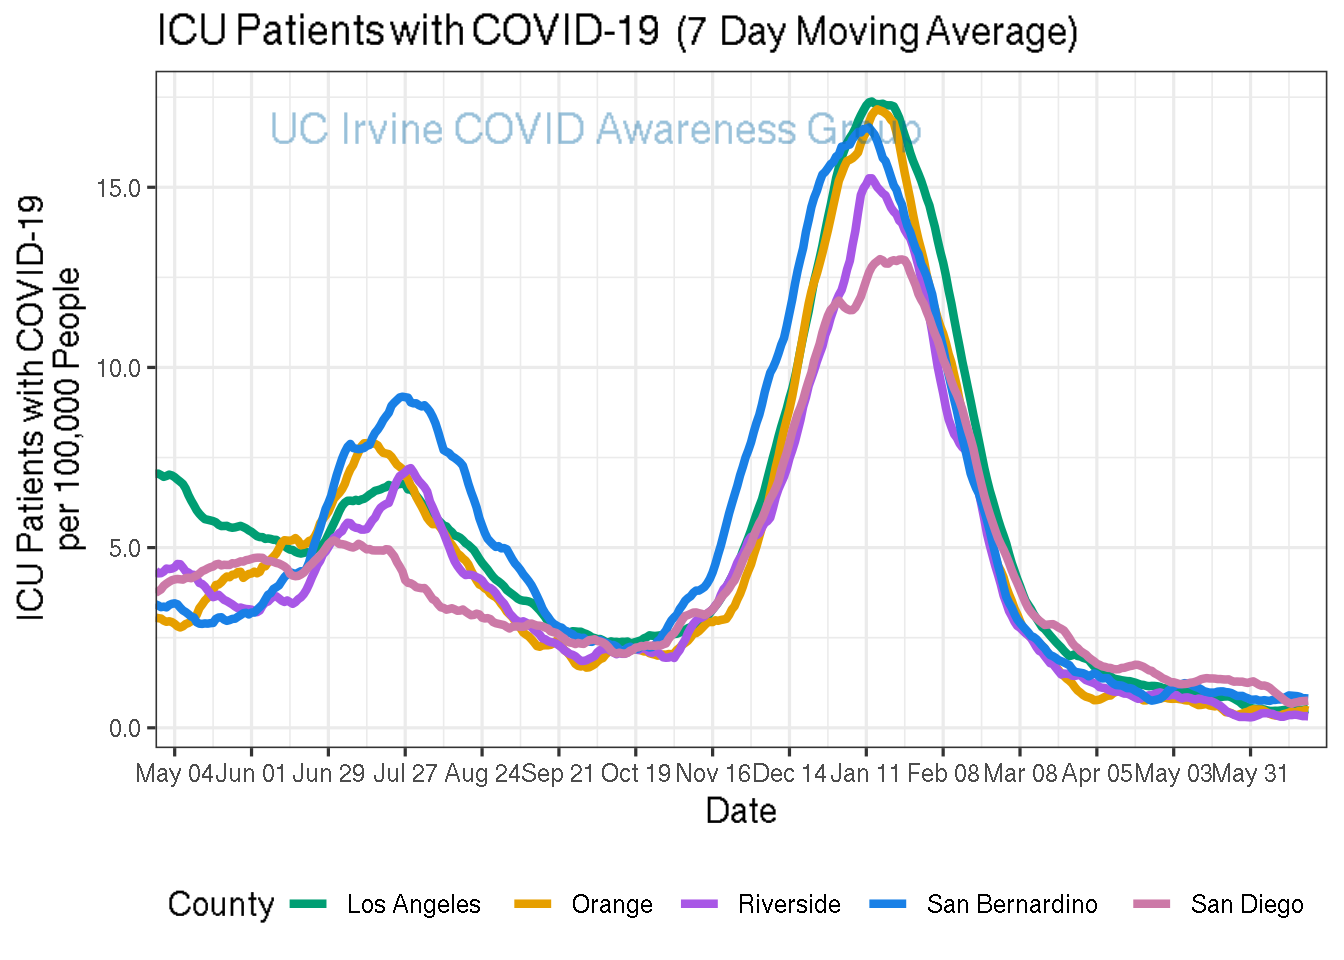 ICU Patients with COVID-19 (7 Day Moving Average)
UC Irvine COVID Awareness Group
ICU Patients with COVID-19
per 100,000 People
15.0
10.0
5.0
0.0
May 04 Jun 01 Jun 29 Jul 27 Aug 24 Sep 21 Oct 19 Nov 16 Dec 14 Jan 11 Feb 08 Mar 08 Apr 05 May 03 May 31
Date
County Los Angeles Orange Riverside San Bernardino San Diego